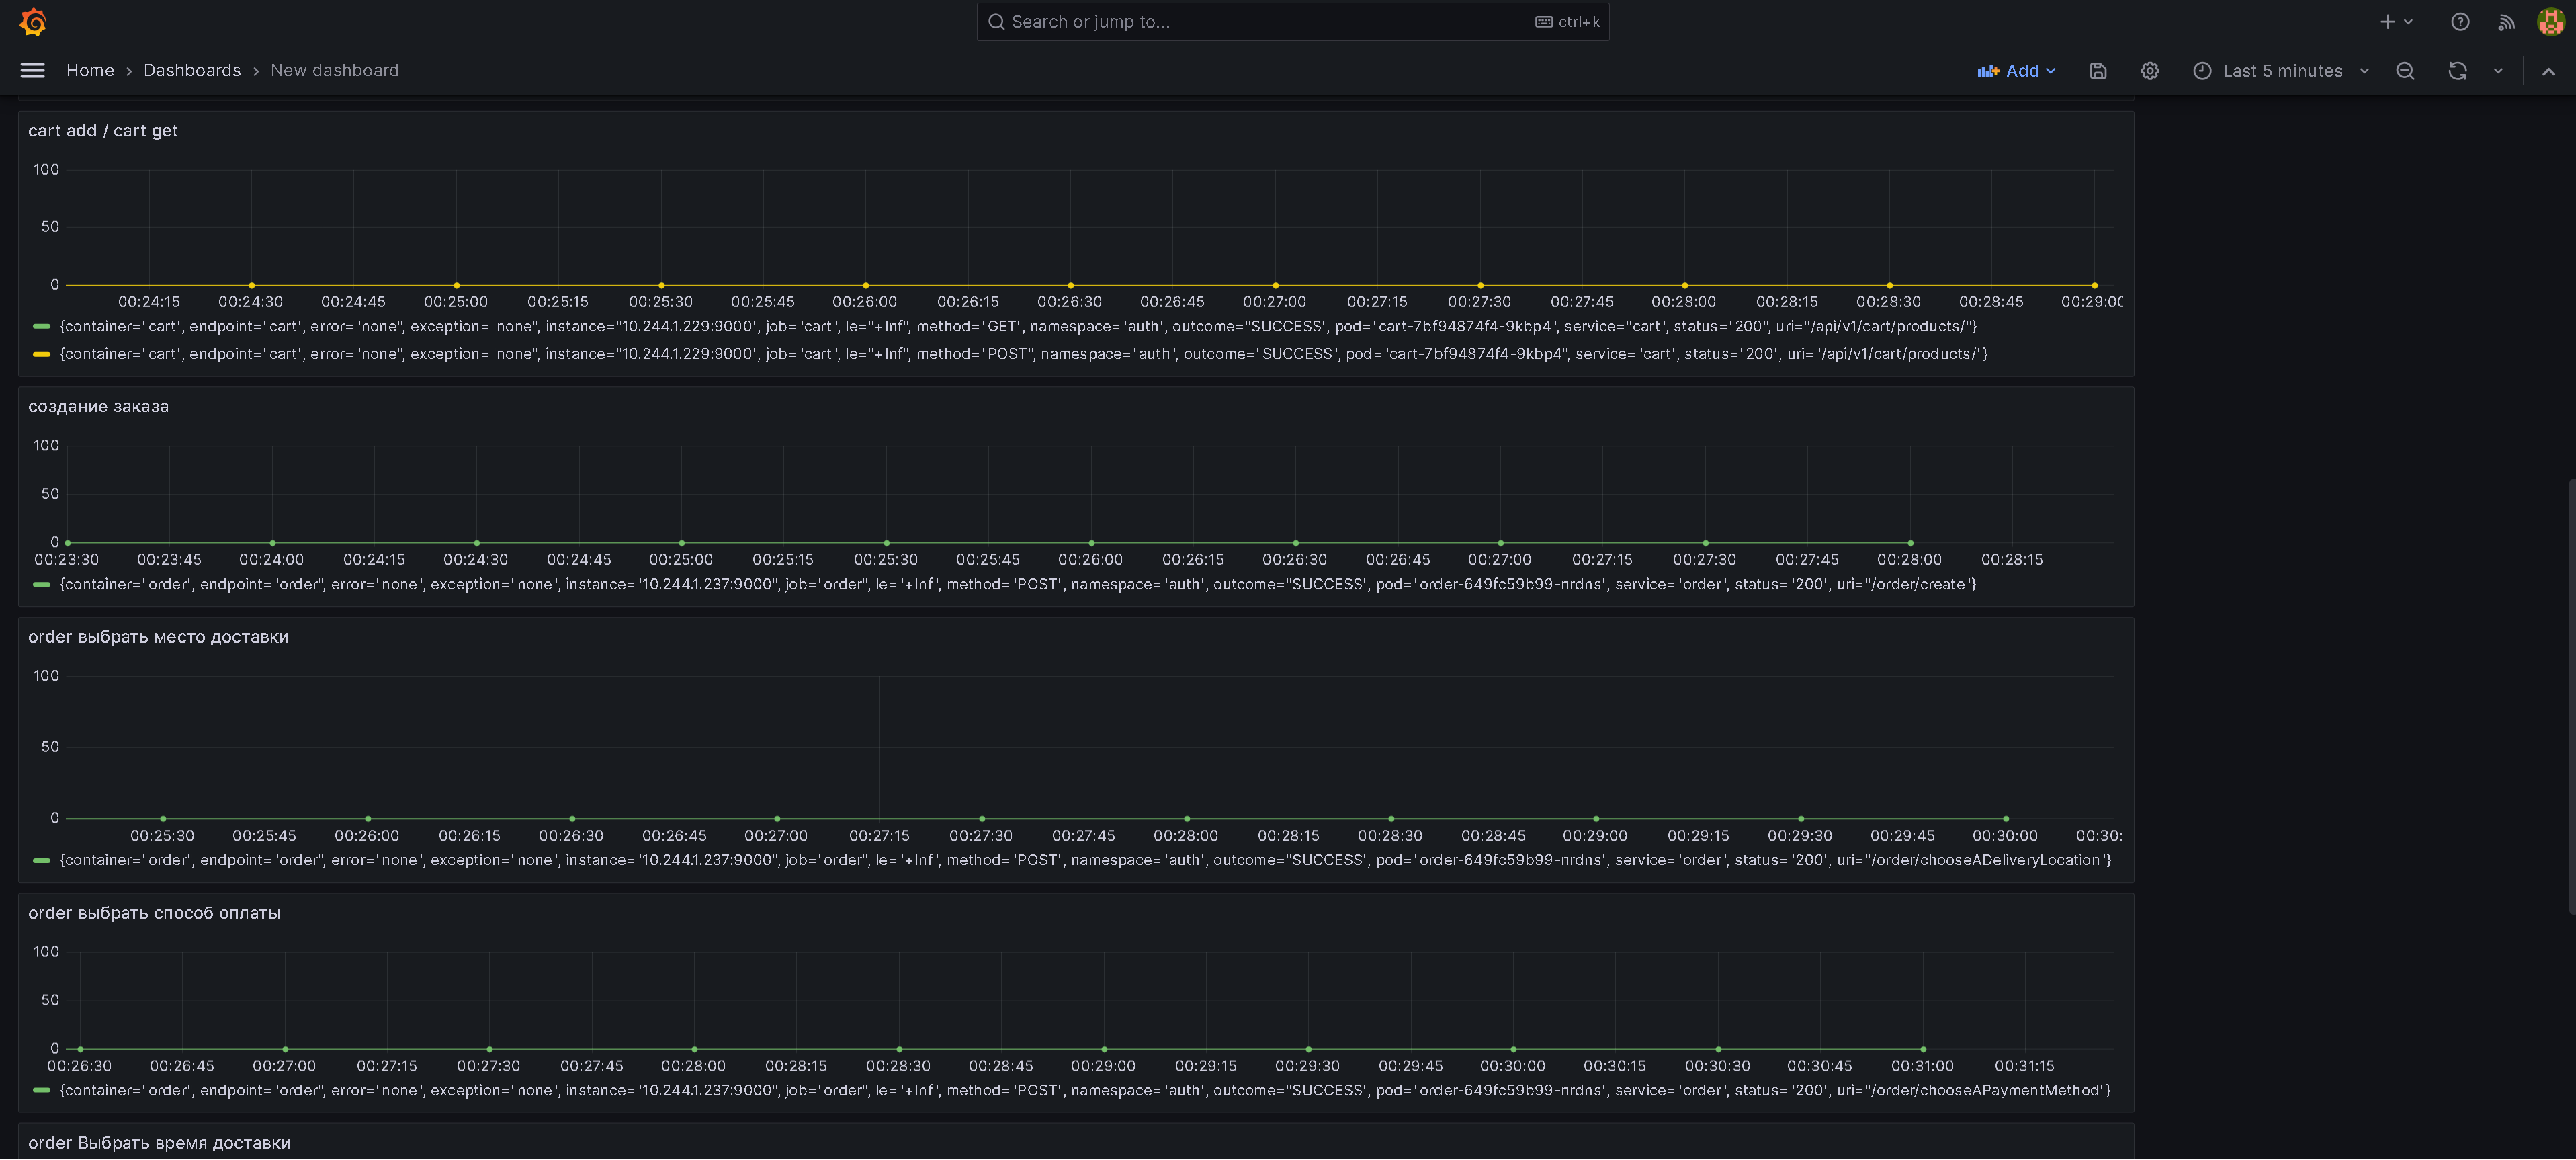 Search or jump to... ctrl+k
Home › Dashboards › New dashboard Add Last 5 minutes
cart add / cart get
100
50
0
00:24:15 00:24:30 00:24:45 00:25:00 00:25:15 00:25:30 00:25:45 00:26:00 00:26:15 00:26:30 00:26:45 00:27:00 00:27:15 00:27:30 00:27:45 00:28:00 00:28:15 00:28:30 00:28:45 00:29:00
{container="cart", endpoint="cart", error="none", exception="none", instance="10.244.1.229:9000", job="cart", le="+Inf", method="GET", namespace="auth", outcome="SUCCESS", pod="cart-7bf94874f4-9kbp4", service="cart", status="200", uri="/api/v1/cart/products/"}
{container="cart", endpoint="cart", error="none", exception="none", instance="10.244.1.229:9000", job="cart", le="+Inf", method="POST", namespace="auth", outcome="SUCCESS", pod="cart-7bf94874f4-9kbp4", service="cart", status="200", uri="/api/v1/cart/products/"}
создание заказа
100
50
0
00:23:30 00:23:45 00:24:00 00:24:15 00:24:30 00:24:45 00:25:00 00:25:15 00:25:30 00:25:45 00:26:00 00:26:15 00:26:30 00:26:45 00:27:00 00:27:15 00:27:30 00:27:45 00:28:00 00:28:15
{container="order", endpoint="order", error="none", exception="none", instance="10.244.1.237:9000", job="order", le="+Inf", method="POST", namespace="auth", outcome="SUCCESS", pod="order-649fc59b99-nrdns", service="order", status="200", uri="/order/create"}
order выбрать место доставки
100
50
0
00:25:30 00:25:45 00:26:00 00:26:15 00:26:30 00:26:45 00:27:00 00:27:15 00:27:30 00:27:45 00:28:00 00:28:15 00:28:30 00:28:45 00:29:00 00:29:15 00:29:30 00:29:45 00:30:00 00:30:
{container="order", endpoint="order", error="none", exception="none", instance="10.244.1.237:9000", job="order", le="+Inf", method="POST", namespace="auth", outcome="SUCCESS", pod="order-649fc59b99-nrdns", service="order", status="200", uri="/order/chooseADeliveryLocation"}
order выбрать способ оплаты
100
50
0
00:26:30 00:26:45 00:27:00 00:27:15 00:27:30 00:27:45 00:28:00 00:28:15 00:28:30 00:28:45 00:29:00 00:29:15 00:29:30 00:29:45 00:30:00 00:30:15 00:30:30 00:30:45 00:31:00 00:31:15
{container="order", endpoint="order", error="none", exception="none", instance="10.244.1.237:9000", job="order", le="+Inf", method="POST", namespace="auth", outcome="SUCCESS", pod="order-649fc59b99-nrdns", service="order", status="200", uri="/order/chooseAPaymentMethod"}
order Выбрать время доставки